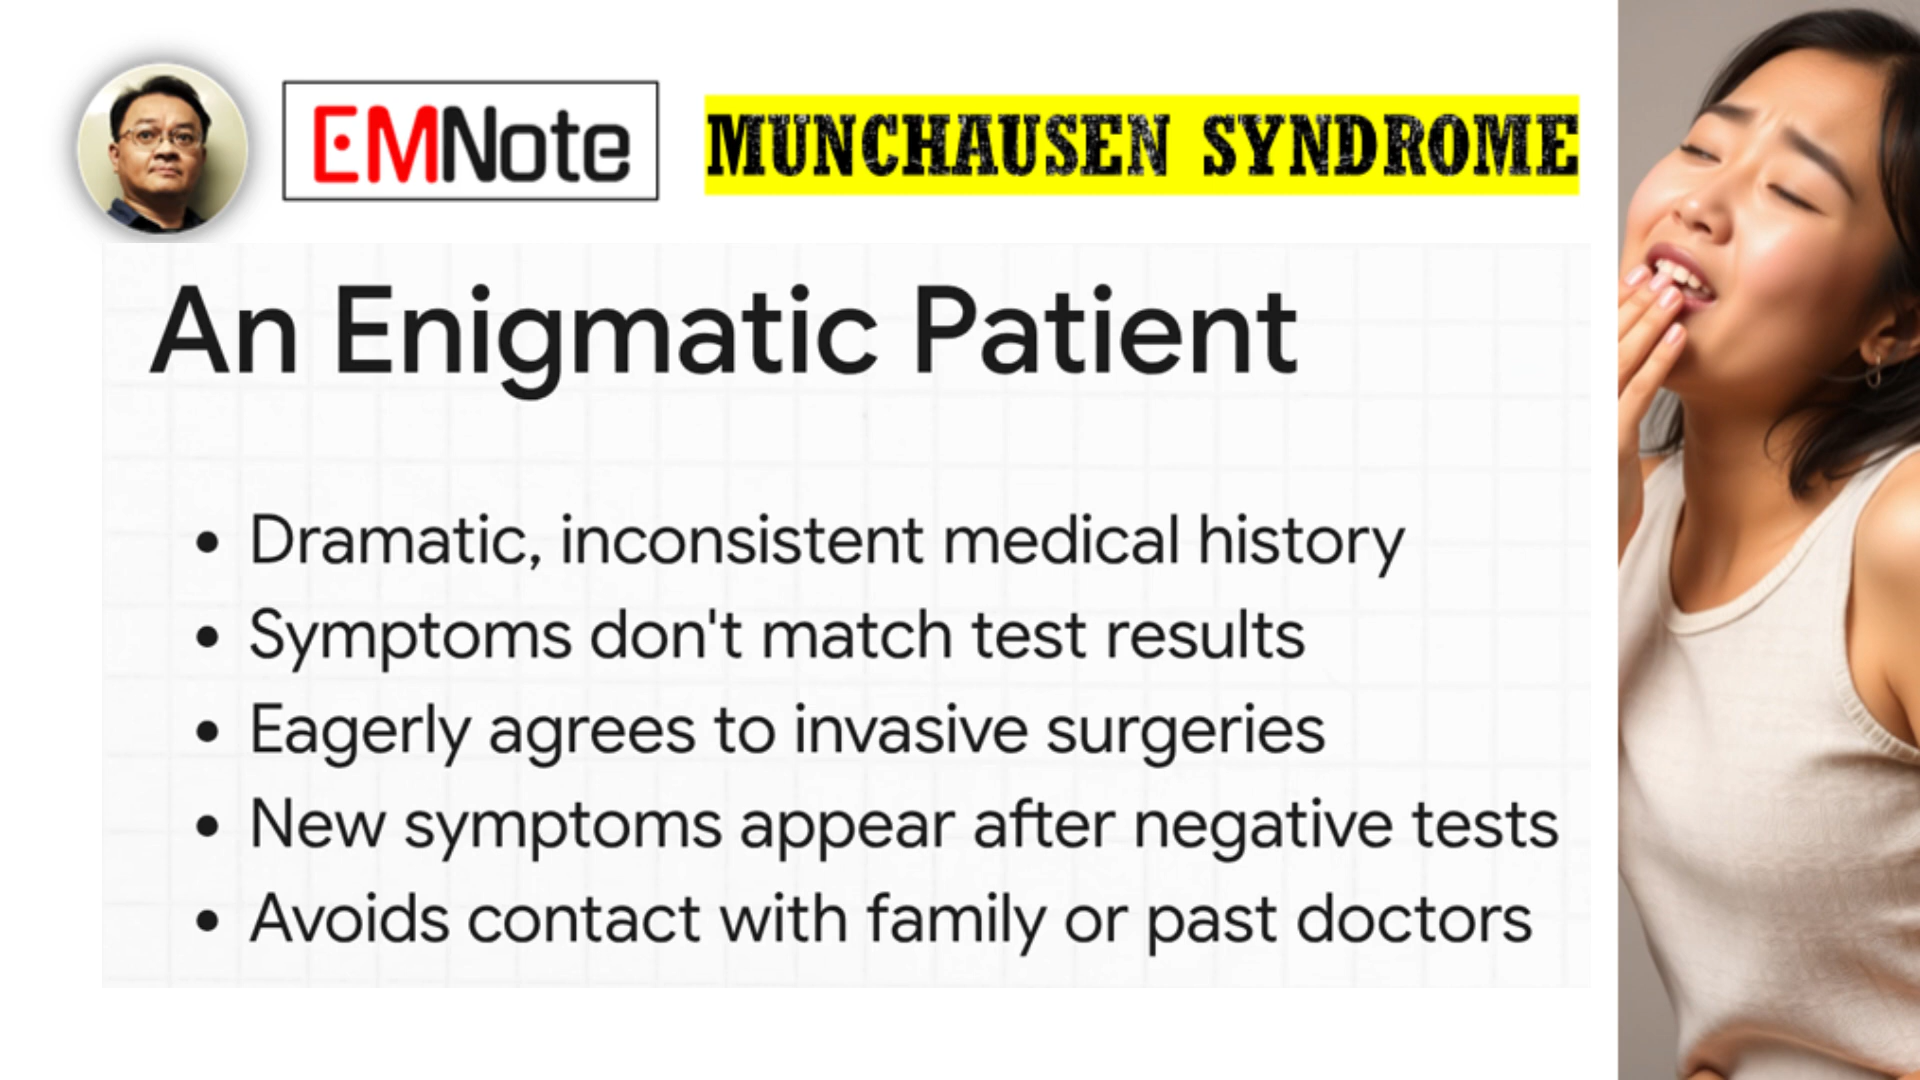 EMNote
MUNCHAUSEN SYNDROME
An Enigmatic Patient
• Dramatic, inconsistent medical history
• Symptoms don't match test results
• Eagerly agrees to invasive surgeries
• New symptoms appear after negative tests
• Avoids contact with family or past doctors